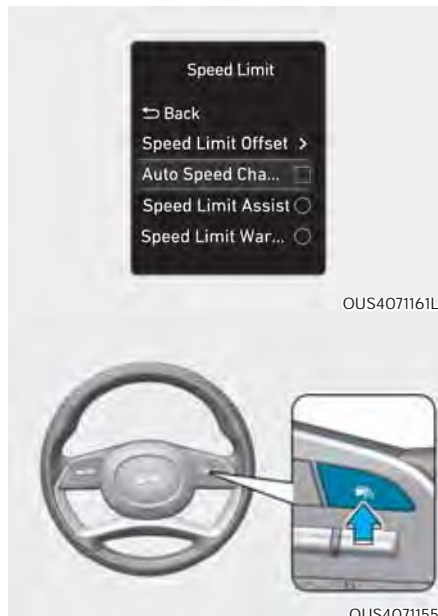 Speed Limit
Back
Speed Limit Offset >
Auto Speed Cha...
Speed Limit Assist
Speed Limit War...
OUS4071161L
OUS4071155